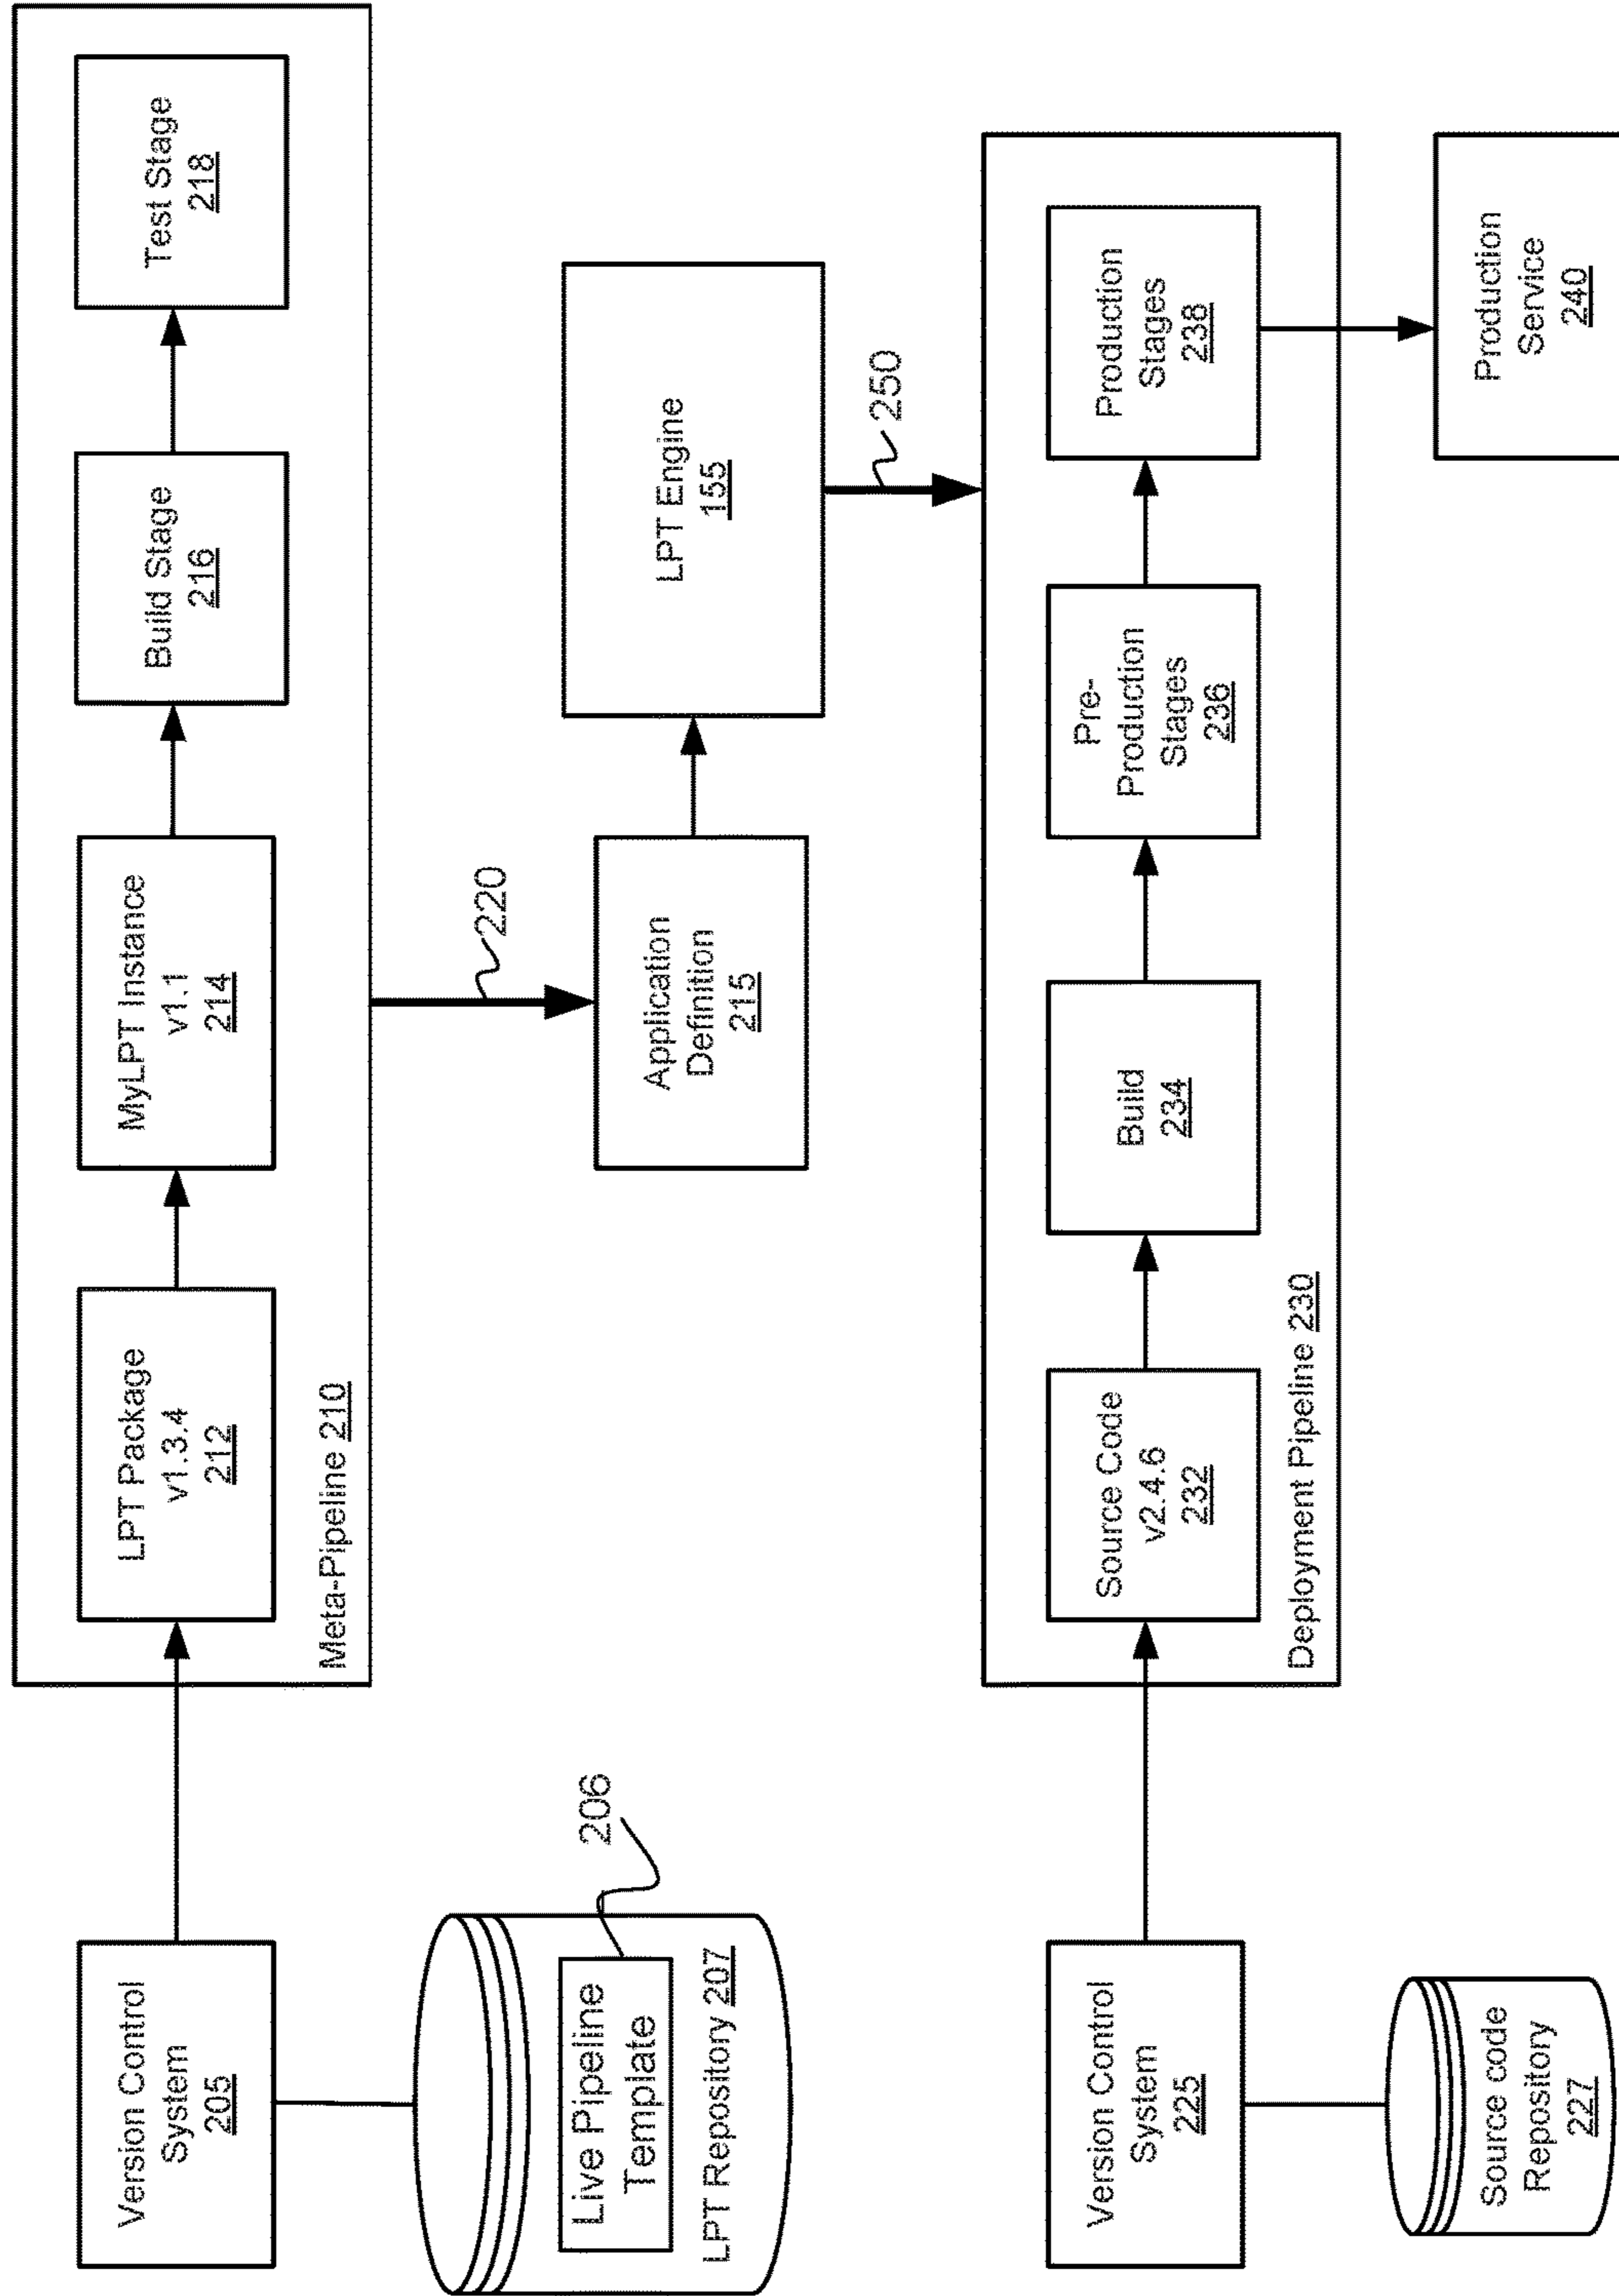 Version Control
System
205
LPT Package
v1.3.4
212
MyLPT Instance
v1.1
214
Build Stage
216
Test Stage
218
Meta-Pipeline 210
206
Live Pipeline
Template
LPT Repository 207
220
Application
Definition
215
LPT Engine
155
250
Version Control
System
225
Source Code
v2.4.6
232
Build
234
Pre-
Production
Stages
236
Production
Stages
238
Deployment Pipeline 230
Source code
Repository
227
Production
Service
240